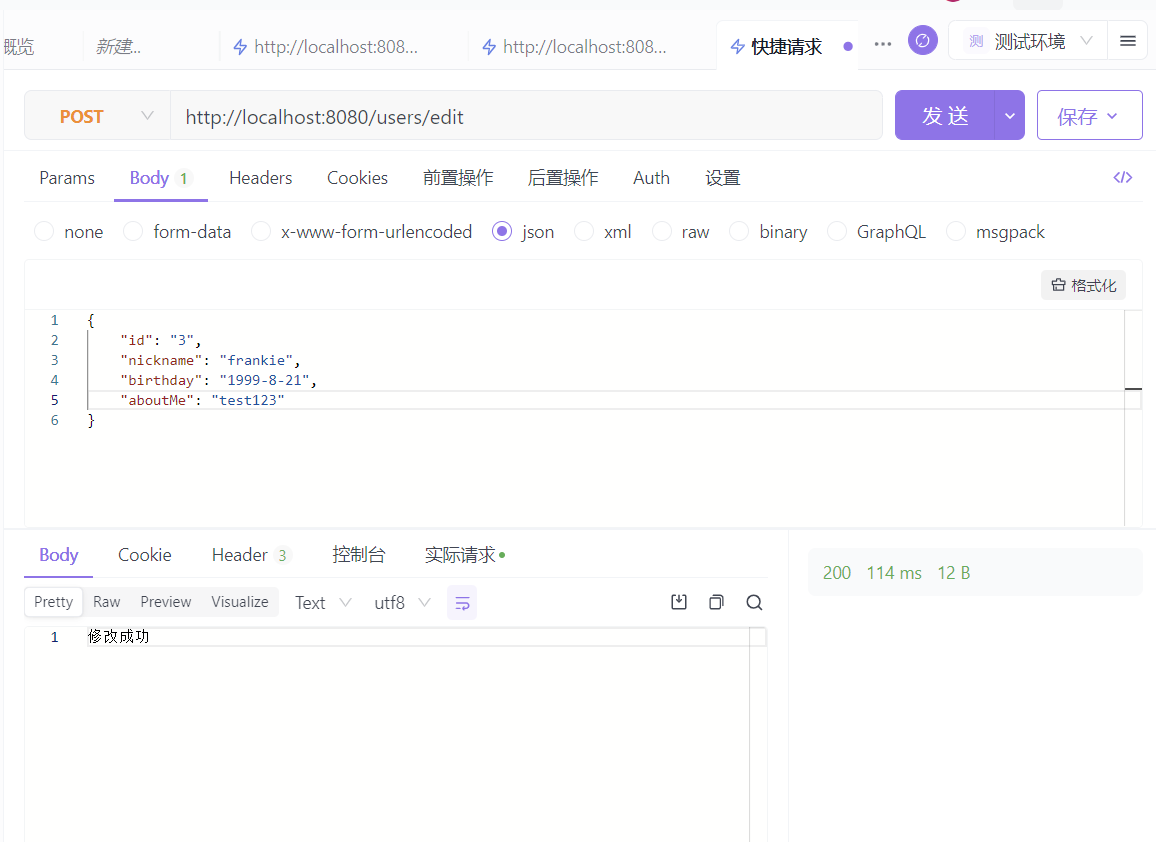 概览 新建... http://localhost:808... http://localhost:808... 快捷请求 测 测试环境
POST http://localhost:8080/users/edit 发 送 保存
Params Body 1 Headers Cookies 前置操作 后置操作 Auth 设置 </>
none form-data x-www-form-urlencoded json xml raw binary GraphQL msgpack
格式化
1 {
2 "id": "3",
3 "nickname": "frankie",
4 "birthday": "1999-8-21",
5 "aboutMe": "test123"
6 }
Body Cookie Header 3 控制台 实际请求
200 114 ms 12 B
Pretty Raw Preview Visualize Text utf8
1 修改成功